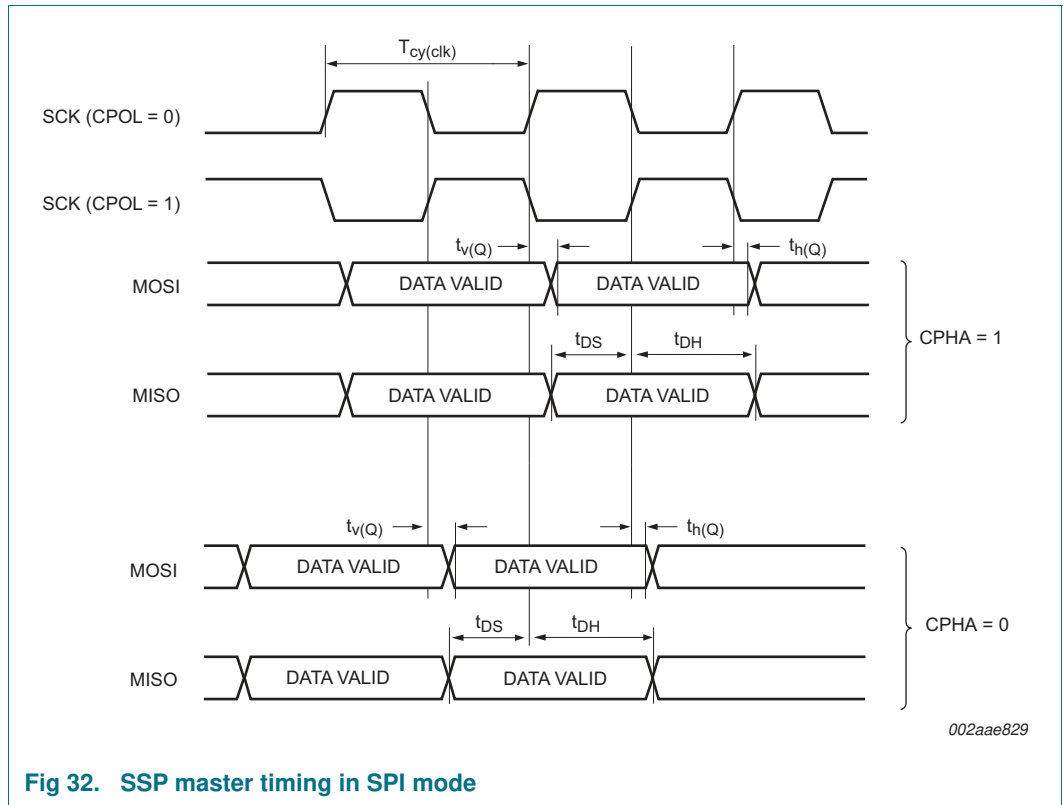 Tcy(clk)
SCK (CPOL = 0)
SCK (CPOL = 1)
tv(Q)
th(Q)
MOSI
DATA VALID
DATA VALID
tDS
tDH
CPHA = 1
MISO
DATA VALID
DATA VALID
tv(Q)
th(Q)
MOSI
DATA VALID
DATA VALID
tDS
tDH
CPHA = 0
MISO
DATA VALID
DATA VALID
002aae829
Fig 32. SSP master timing in SPI mode